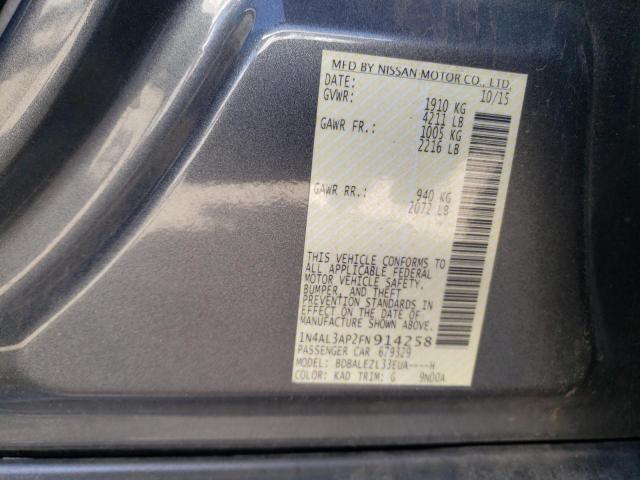 MFD BY NISSAN MOTOR CO., LTD.
DATE: 10/15
GVWR: 1910 KG
4211 LB
GAWR FR.: 1005 KG
2216 LB
GAWR RR.: 940 KG
2072 LB
THIS VEHICLE CONFORMS TO
ALL APPLICABLE FEDERAL
MOTOR VEHICLE SAFETY,
BUMPER, AND THEFT
PREVENTION STANDARDS IN
EFFECT ON THE DATE OF
MANUFACTURE SHOWN ABOVE.
1N4AL3AP2FN914258
PASSENGER CAR 679329
MODEL: BDBALEZL33EUA----H
COLOR: KAD TRIM: G 9N00A